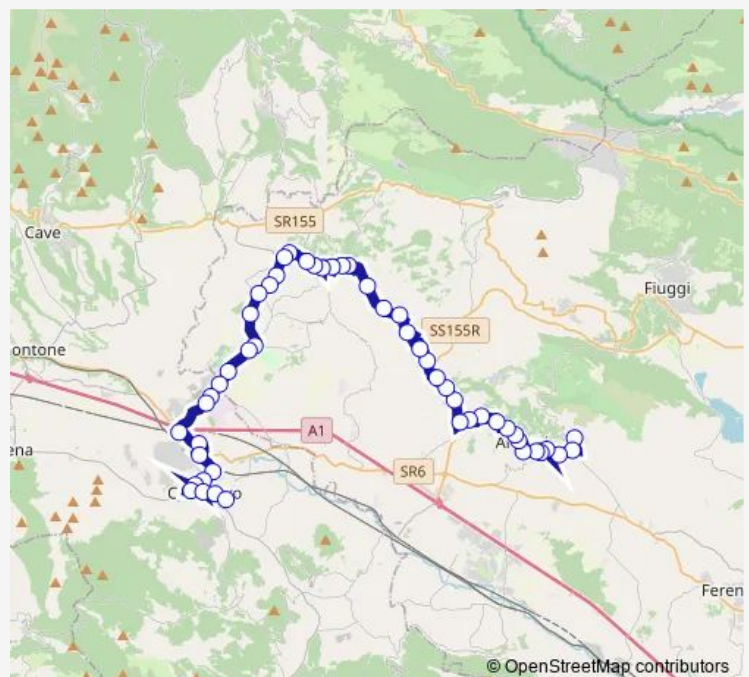 SR155
Cave
Fiuggi
SS155R
ontone
A1
ena
SR6
Feren
© OpenStreetMap contributors